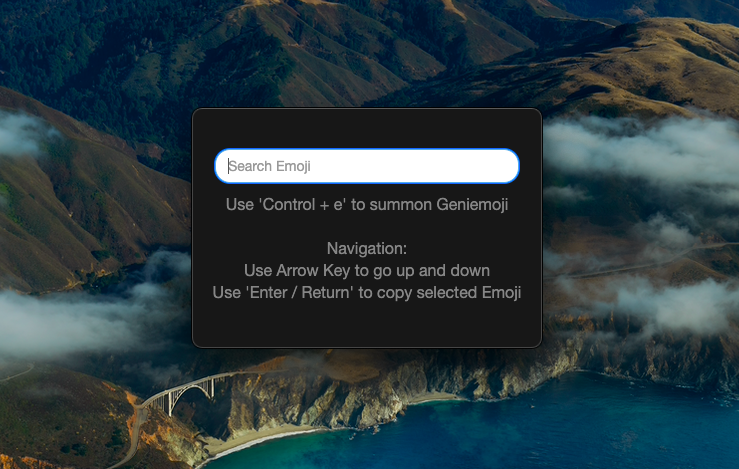 Search Emoji
Use 'Control + e' to summon Geniemoji
Navigation:
Use Arrow Key to go up and down
Use 'Enter / Return' to copy selected Emoji